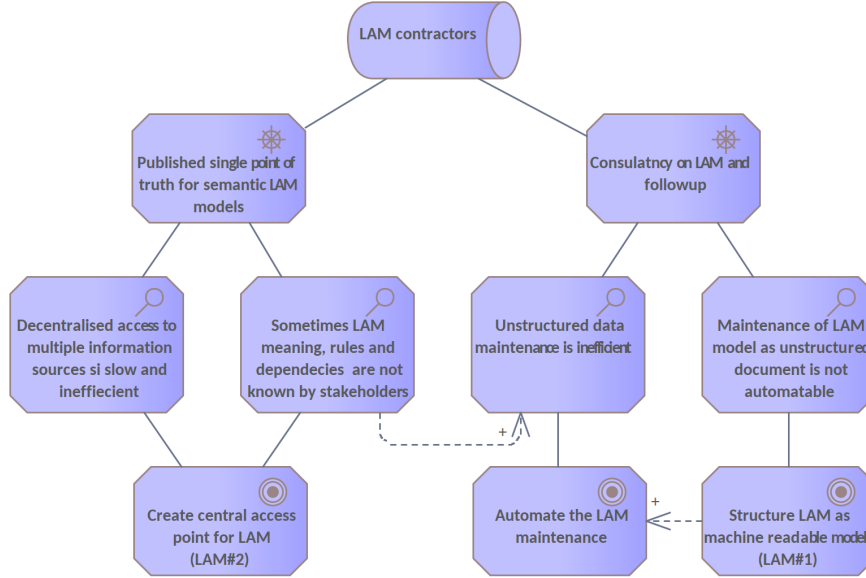 LAM contractors
Published single point of
truth for semantic LAM
models
Consulatncy on LAM and
followup
Decentralised access to
multiple information
sources si slow and
ineffiecient
Sometimes LAM
meaning, rules and
dependecies are not
known by stakeholders
Unstructured data
maintenance is inefficient
Maintenance of LAM
model as unstructured
document is not
automatable
+
Create central access
point for LAM
(LAM#2)
Automate the LAM
maintenance
+
Structure LAM as
machine readable model
(LAM#1)